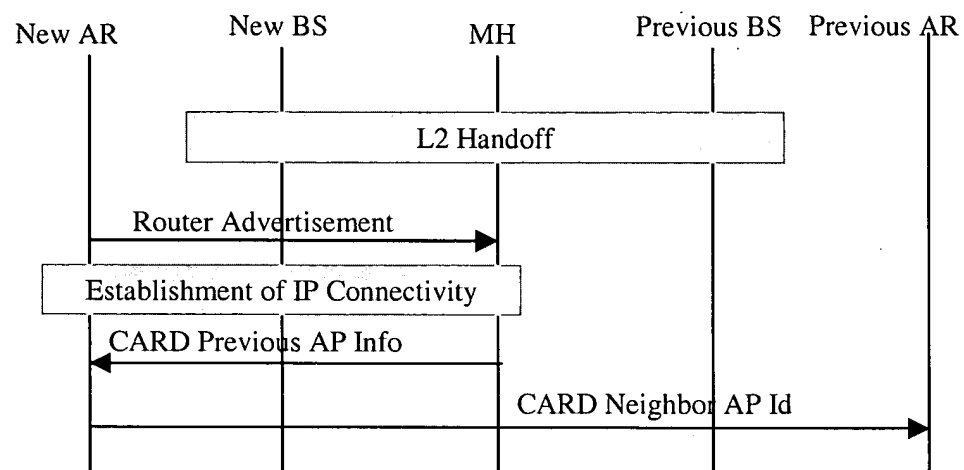 New AR
New BS
MH
Previous BS
Previous AR
L2 Handoff
Router Advertisement
Establishment of IP Connectivity
CARD Previous AP Info
CARD Neighbor AP Id